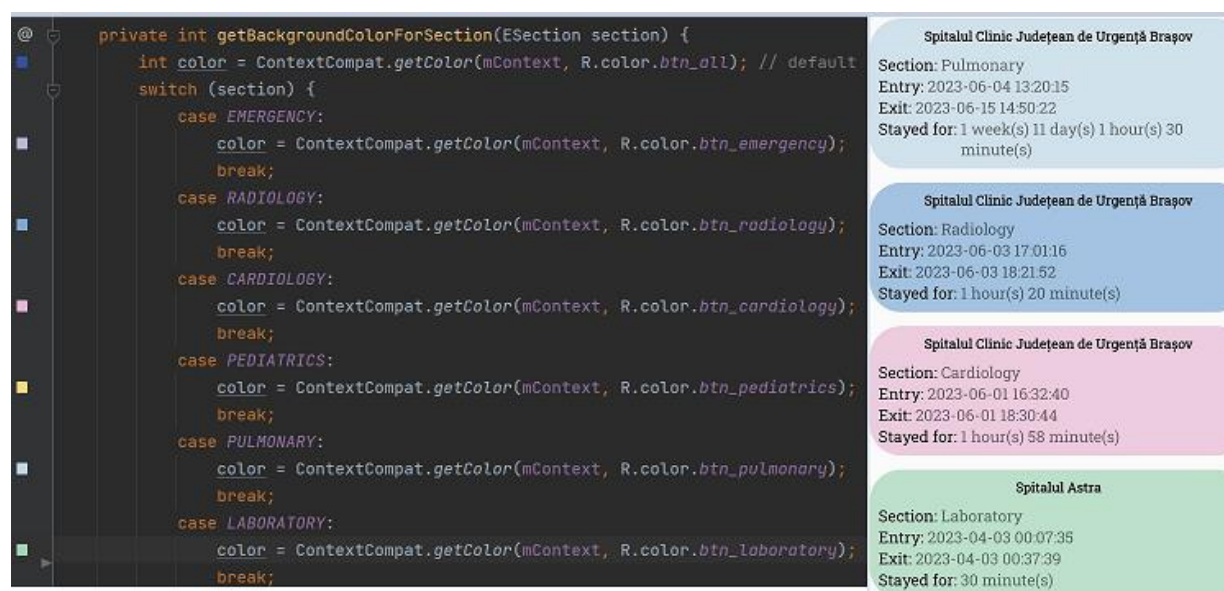 private int getBackgroundColorForSection(ESection section) {
int color = ContextCompat.getColor(mContext, R.color.btn_all); // default
switch (section) {
case EMERGENCY:
color = ContextCompat.getColor(mContext, R.color.btn_emergency);
break;
case RADIOLOGY:
color = ContextCompat.getColor(mContext, R.color.btn_radiology);
break;
case CARDIOLOGY:
color = ContextCompat.getColor(mContext, R.color.btn_cardiology);
break;
case PEDIATRICS:
color = ContextCompat.getColor(mContext, R.color.btn_pediatrics);
break;
case PULMONARY:
color = ContextCompat.getColor(mContext, R.color.btn_pulmonary);
break;
case LABORATORY:
color = ContextCompat.getColor(mContext, R.color.btn_laboratory);
break;
Spitalul Clinic Județean de Urgență Brașov
Section: Pulmonary
Entry: 2023-06-04 13:20:15
Exit: 2023-06-15 14:50:22
Stayed for: 1 week(s) 11 day(s) 1 hour(s) 30
minute(s)
Spitalul Clinic Județean de Urgență Brașov
Section: Radiology
Entry: 2023-06-03 17:01:16
Exit: 2023-06-03 18:21:52
Stayed for: 1 hour(s) 20 minute(s)
Spitalul Clinic Județean de Urgență Brașov
Section: Cardiology
Entry: 2023-06-01 16:32:40
Exit: 2023-06-01 18:30:44
Stayed for: 1 hour(s) 58 minute(s)
Spitalul Astra
Section: Laboratory
Entry: 2023-04-03 00:07:35
Exit: 2023-04-03 00:37:39
Stayed for: 30 minute(s)